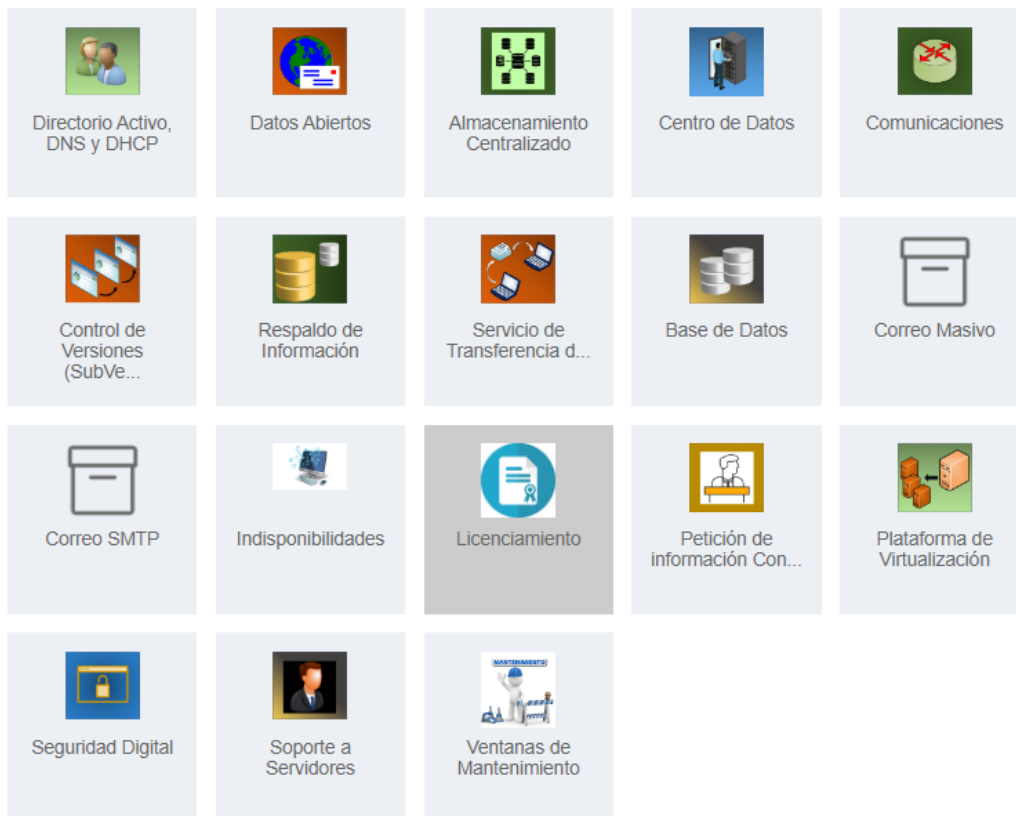 Directorio Activo,
DNS y DHCP
Datos Abiertos
Almacenamiento
Centralizado
Centro de Datos
Comunicaciones
Control de
Versiones
(SubVe...
Respaldo de
Información
Servicio de
Transferencia d...
Base de Datos
Correo Masivo
Correo SMTP
Indisponibilidades
Licenciamiento
Petición de
información Con...
Plataforma de
Virtualización
Seguridad Digital
Soporte a
Servidores
MANTENIMIENTO
Ventanas de
Mantenimiento